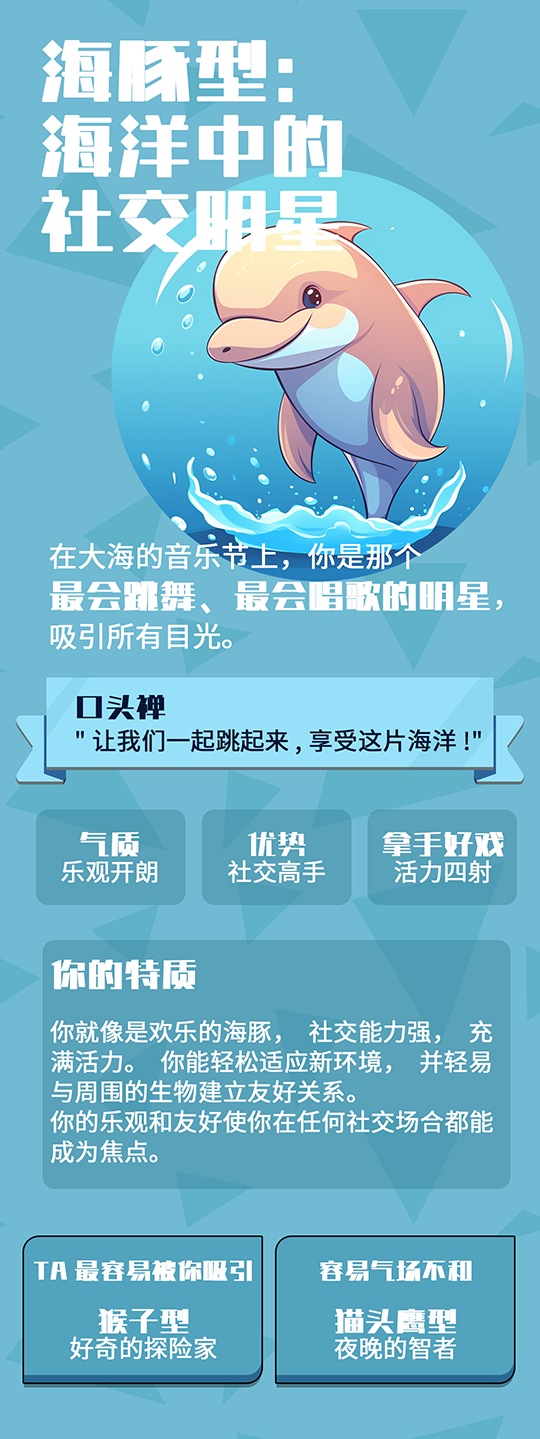 海豚型：
海洋中的
社交明星
在大海的音乐节上，你是那个
最会跳舞、最会唱歌的明星，
吸引所有目光。
口头禅
"让我们一起跳起来，享受这片海洋！"
气质
乐观开朗
优势
社交高手
拿手好戏
活力四射
你的特质
你就像是欢乐的海豚， 社交能力强， 充
满活力。 你能轻松适应新环境， 并轻易
与周围的生物建立友好关系。
你的乐观和友好使你在任何社交场合都能
成为焦点。
TA 最容易被你吸引
猴子型
好奇的探险家
容易气场不和
猫头鹰型
夜晚的智者